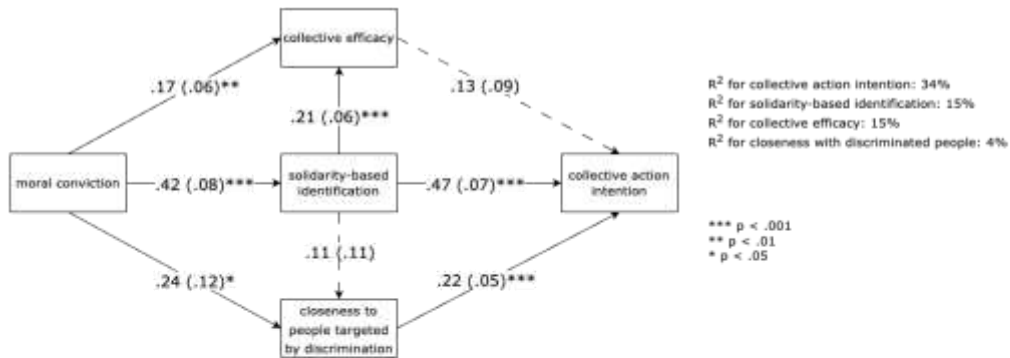 collective efficacy
.17 (.06)**
.13 (.09)
.21 (.06)***
moral conviction
.42 (.08)***
solidarity-based
identification
.47 (.07)***
collective action
intention
.11 (.11)
.24 (.12)*
.22 (.05)***
closeness to
people targeted
by discrimination
R² for collective action intention: 34%
R² for solidarity-based identification: 15%
R² for collective efficacy: 15%
R² for closeness with discriminated people: 4%
*** p < .001
** p < .01
* p < .05